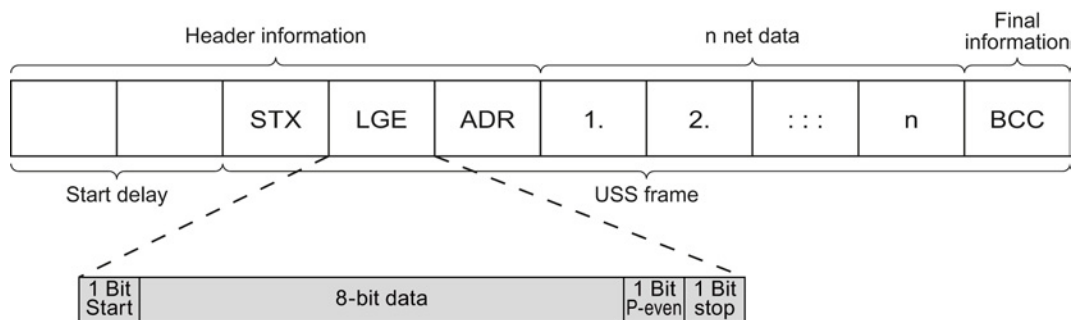 Header information
n net data
Final
information
STX LGE ADR 1. 2. : : : n BCC
Start delay
USS frame
1 Bit
Start
8-bit data
1 Bit
P-even
1 Bit
stop